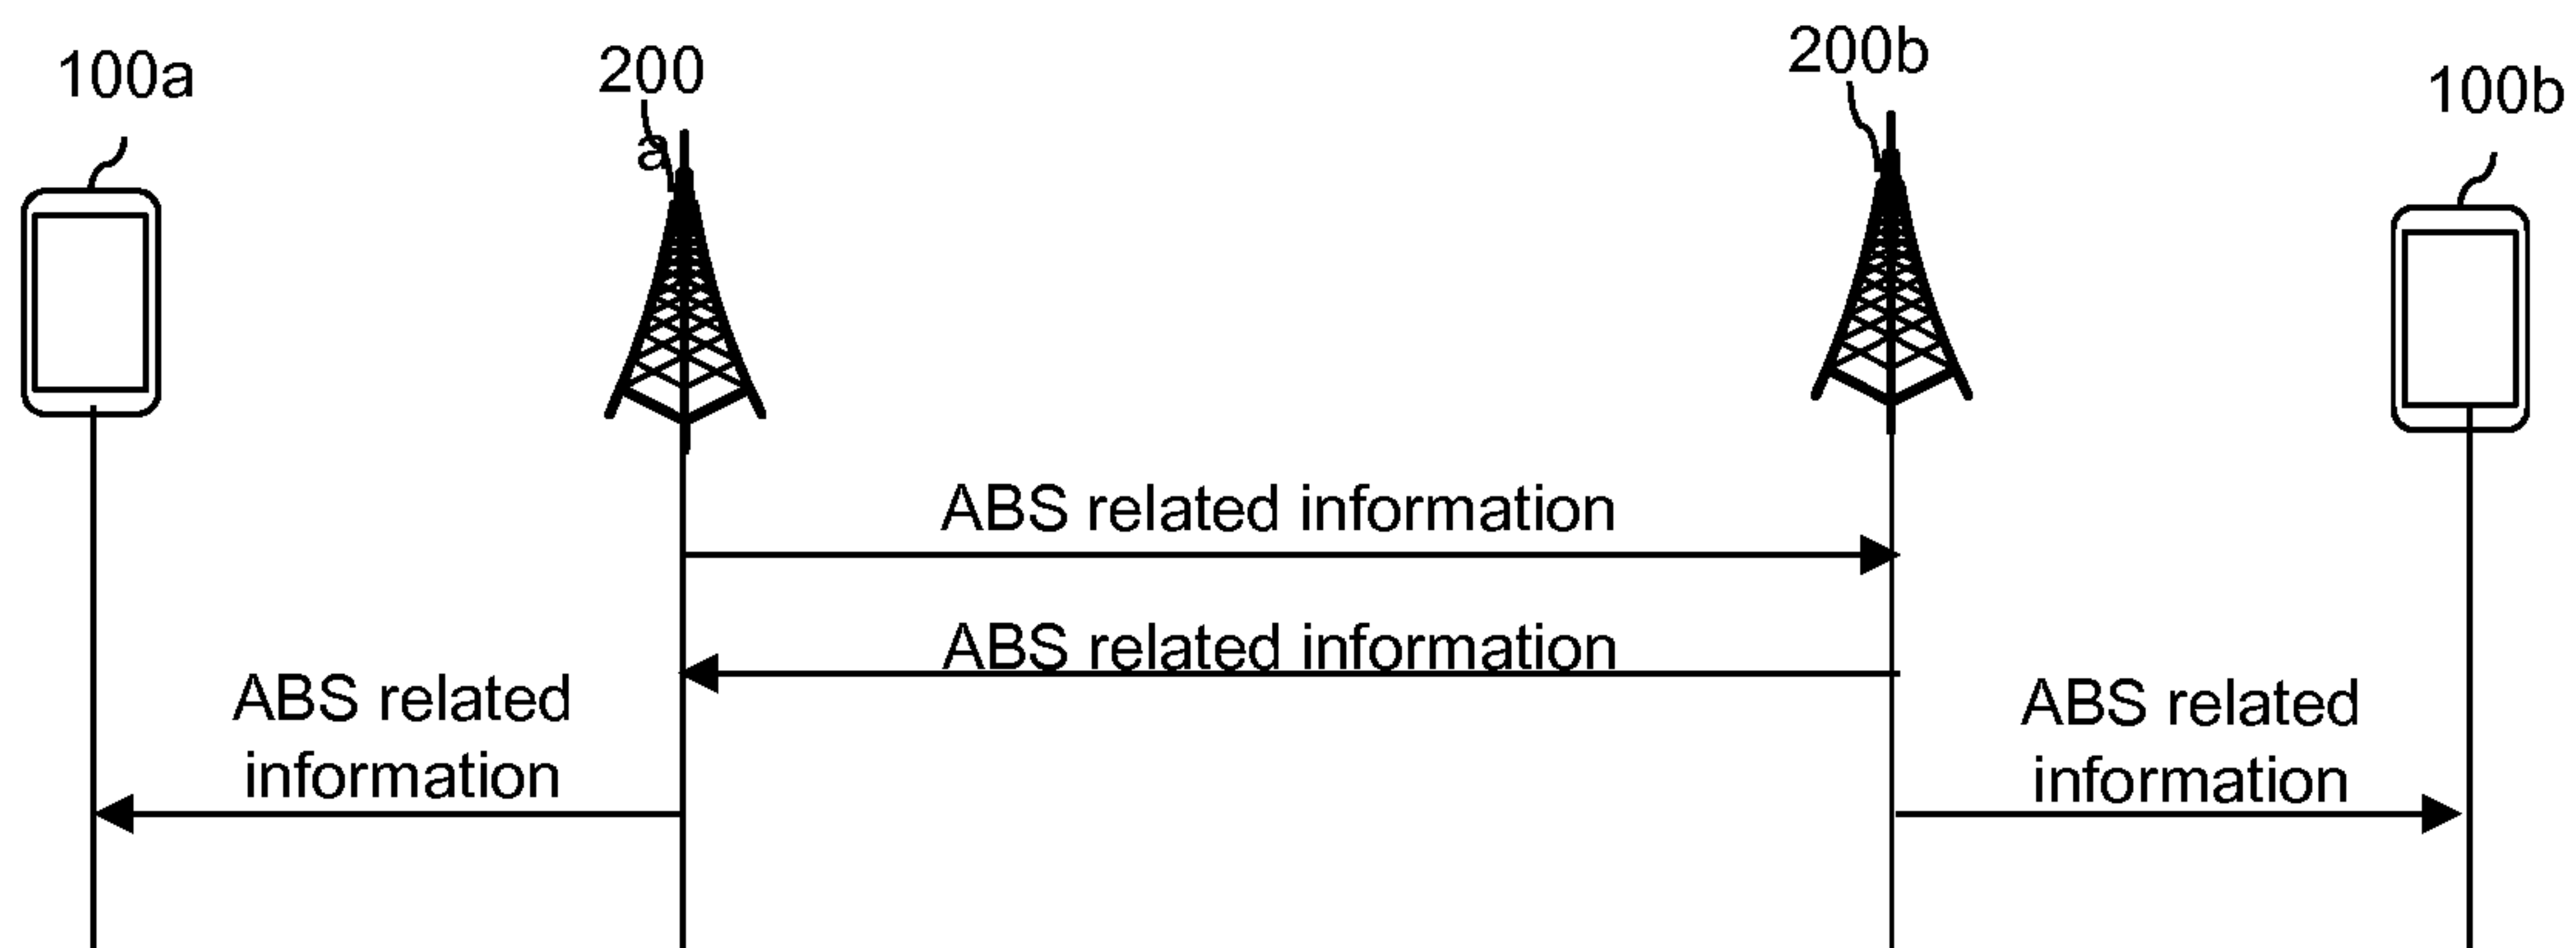 100a
200
a
200b
100b
ABS related information
ABS related information
ABS related
information
ABS related
information